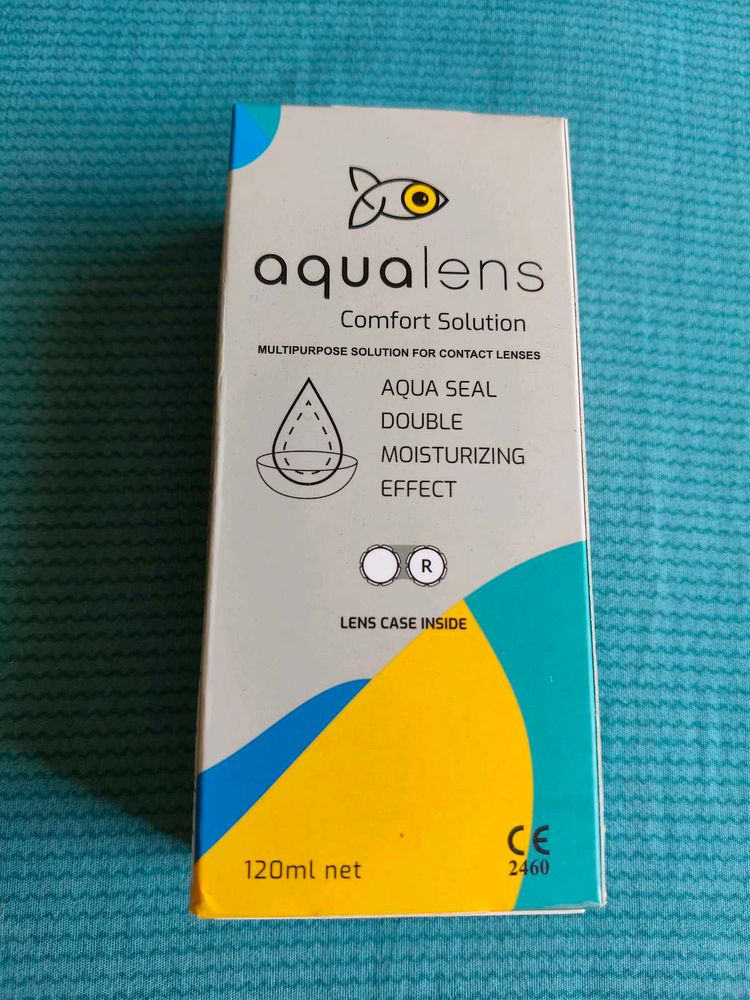 aqualens
Comfort Solution
MULTIPURPOSE SOLUTION FOR CONTACT LENSES
AQUA SEAL
DOUBLE
MOISTURIZING
EFFECT
R
LENS CASE INSIDE
120ml net
CE
2460